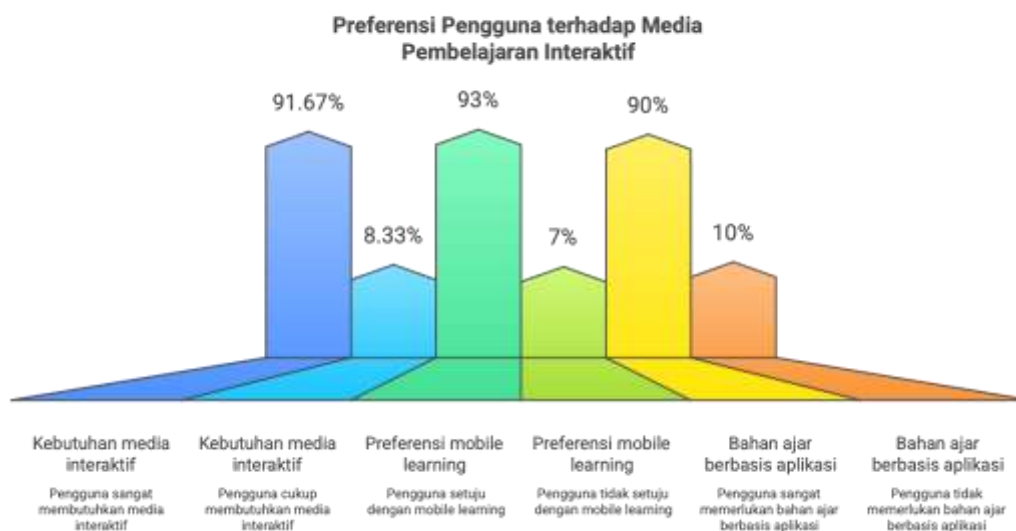 Preferensi Pengguna terhadap Media
Pembelajaran Interaktif
91.67%
93%
90%
8.33%
7%
10%
Kebutuhan media
interaktif
Pengguna sangat
membutuhkan media
interaktif
Kebutuhan media
interaktif
Pengguna cukup
membutuhkan media
interaktif
Preferensi mobile
learning
Pengguna setuju
dengan mobile learning
Preferensi mobile
learning
Pengguna tidak setuju
dengan mobile learning
Bahan ajar
berbasis aplikasi
Pengguna sangat
memerlukan bahan ajar
berbasis aplikasi
Bahan ajar
berbasis aplikasi
Pengguna tidak
memerlukan bahan ajar
berbasis aplikasi